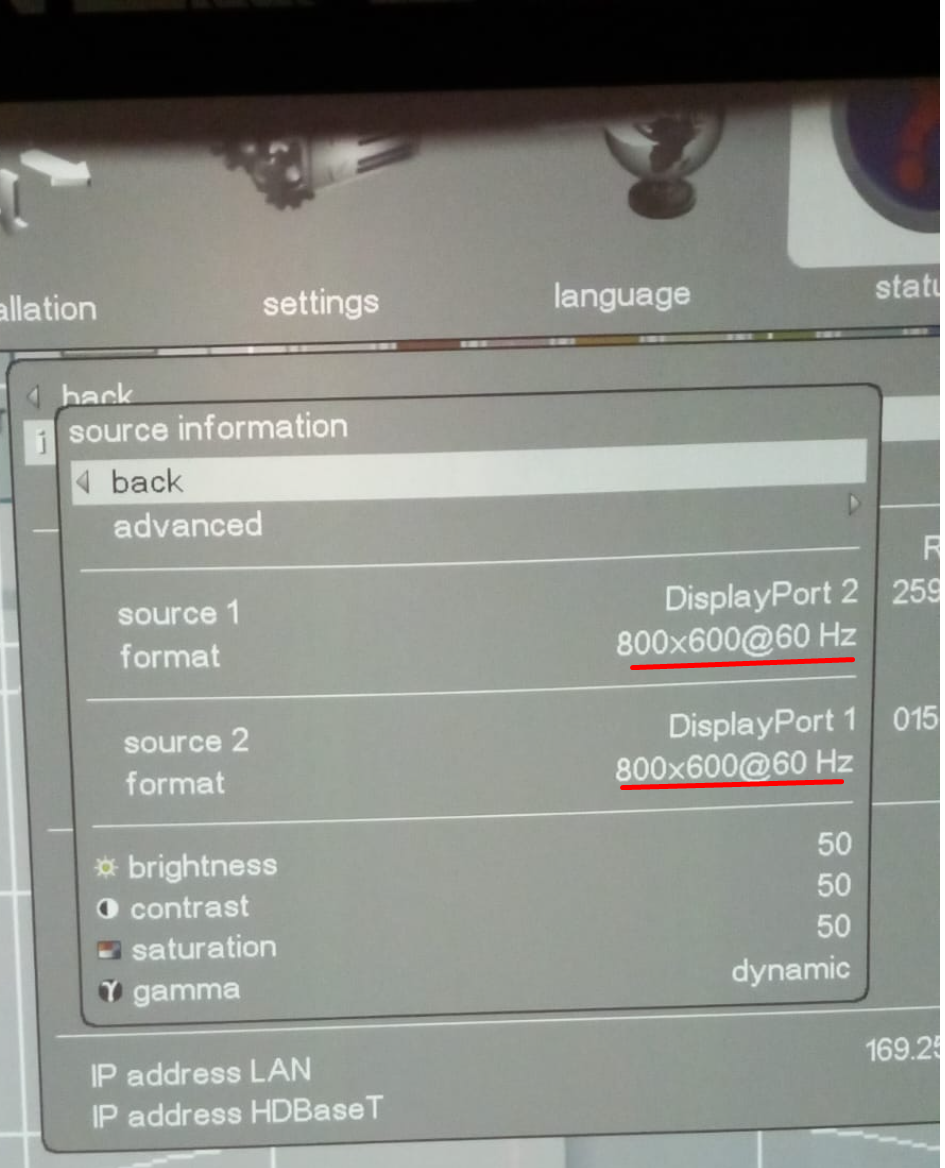 allation
settings
language
statu
back
i
source information
back
advanced
R
source 1 DisplayPort 2 259
format 800x600@60 Hz
source 2 DisplayPort 1 015
format 800x600@60 Hz
brightness 50
contrast 50
saturation 50
gamma dynamic
IP address LAN 169.25
IP address HDBaseT